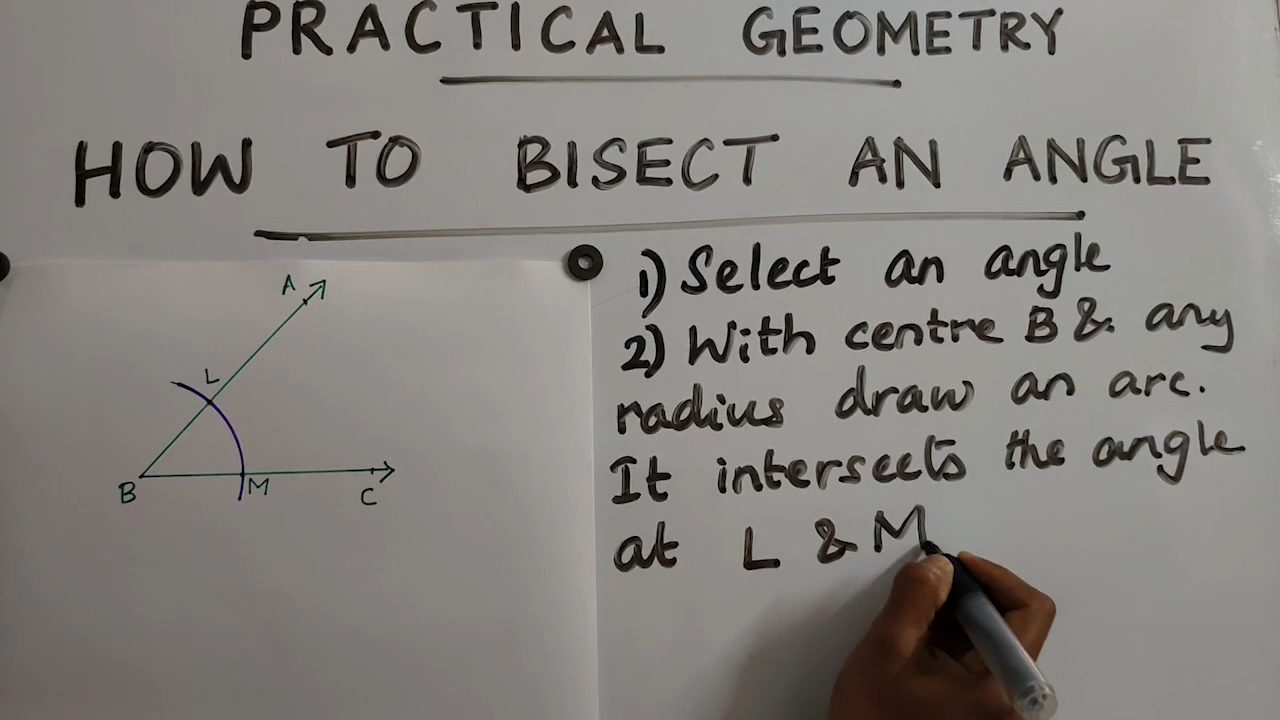 PRACTICAL GEOMETRY
HOW TO BISECT AN ANGLE
A
L
B
M
C
1) Select an angle
2) With centre B & any
radius draw an arc.
It intersects the angle
at L & M